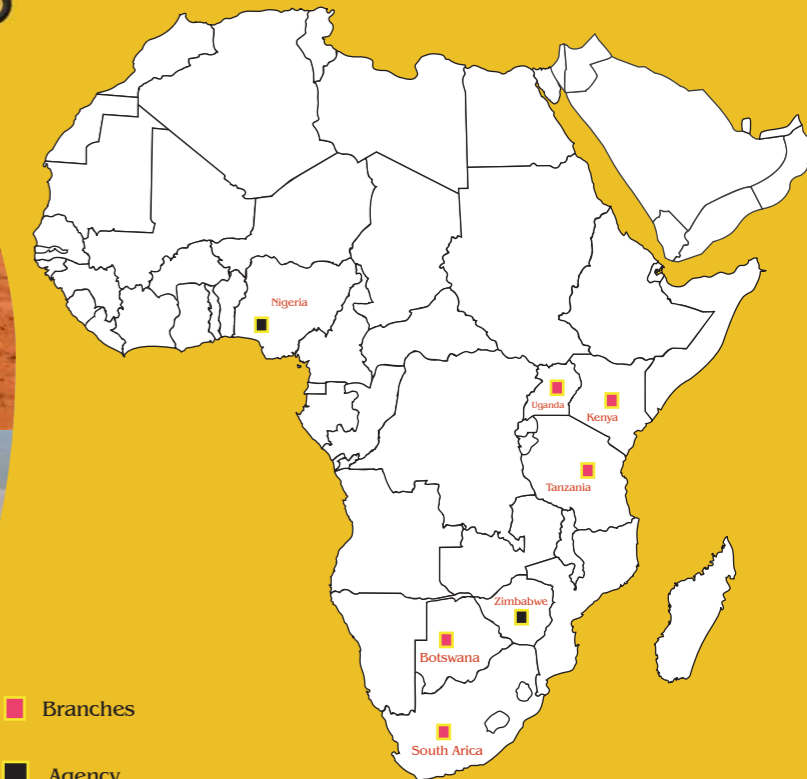 Nigeria
Uganda
Kenya
Tanzania
Zimbabwe
Botswana
South Arica
Branches
Agency